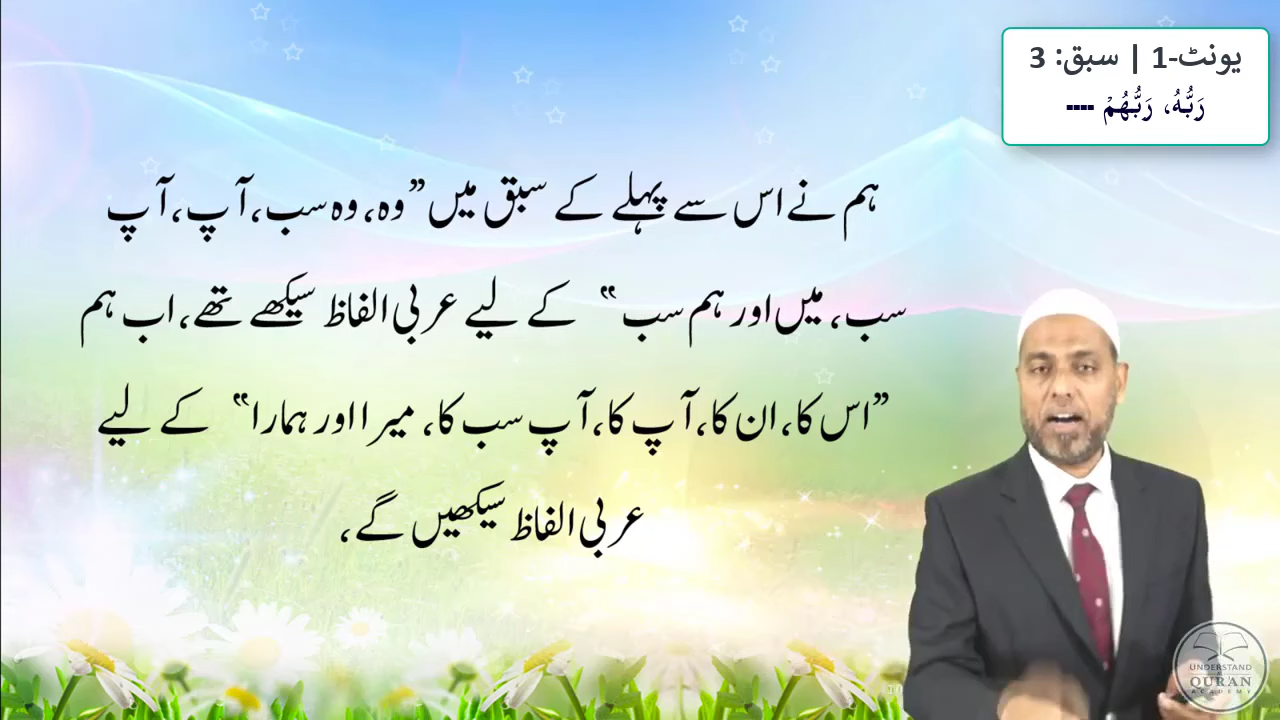 یونٹ-1 | سبق: 3
رَبُّهُ، رَبُّهُمْ ----
ہم نے اس سے پہلے کے سبق میں ”وہ، وہ سب، آپ، آپ
سب، میں اور ہم سب“ کے لیے عربی الفاظ سیکھے تھے، اب ہم
”اس کا، ان کا، آپ کا، آپ سب کا، میرا اور ہمارا“ کے لیے
عربی الفاظ سیکھیں گے،
UNDERSTAND
QURAN
ACADEMY